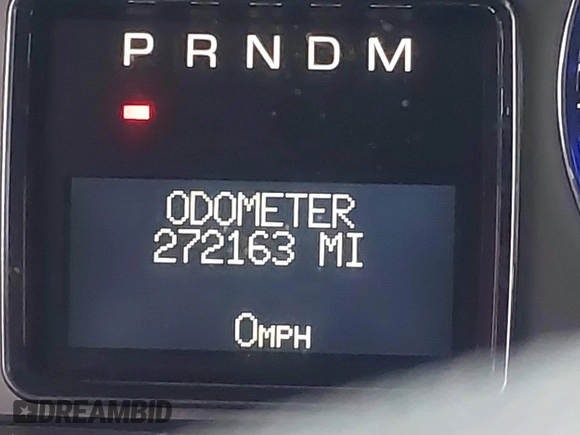 P R N D M
ODOMETER
272163 MI
0MPH
DREAMBID